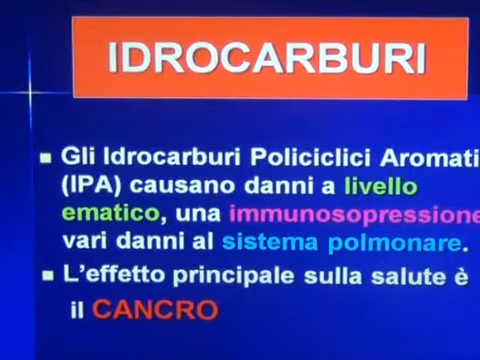 IDROCARBURI
Gli Idrocarburi Policiclici Aromati
(IPA) causano danni a livello
ematico, una immunosopressione
vari danni al sistema polmonare.
L'effetto principale sulla salute è
il CANCRO